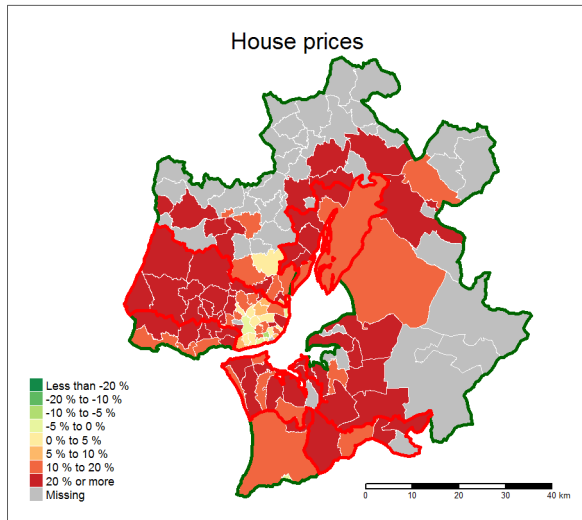 House prices
Less than -20 %
-20 % to -10 %
-10 % to -5 %
-5 % to 0 %
0 % to 5 %
5 % to 10 %
10 % to 20 %
20 % or more
Missing
0 10 20 30 40 km